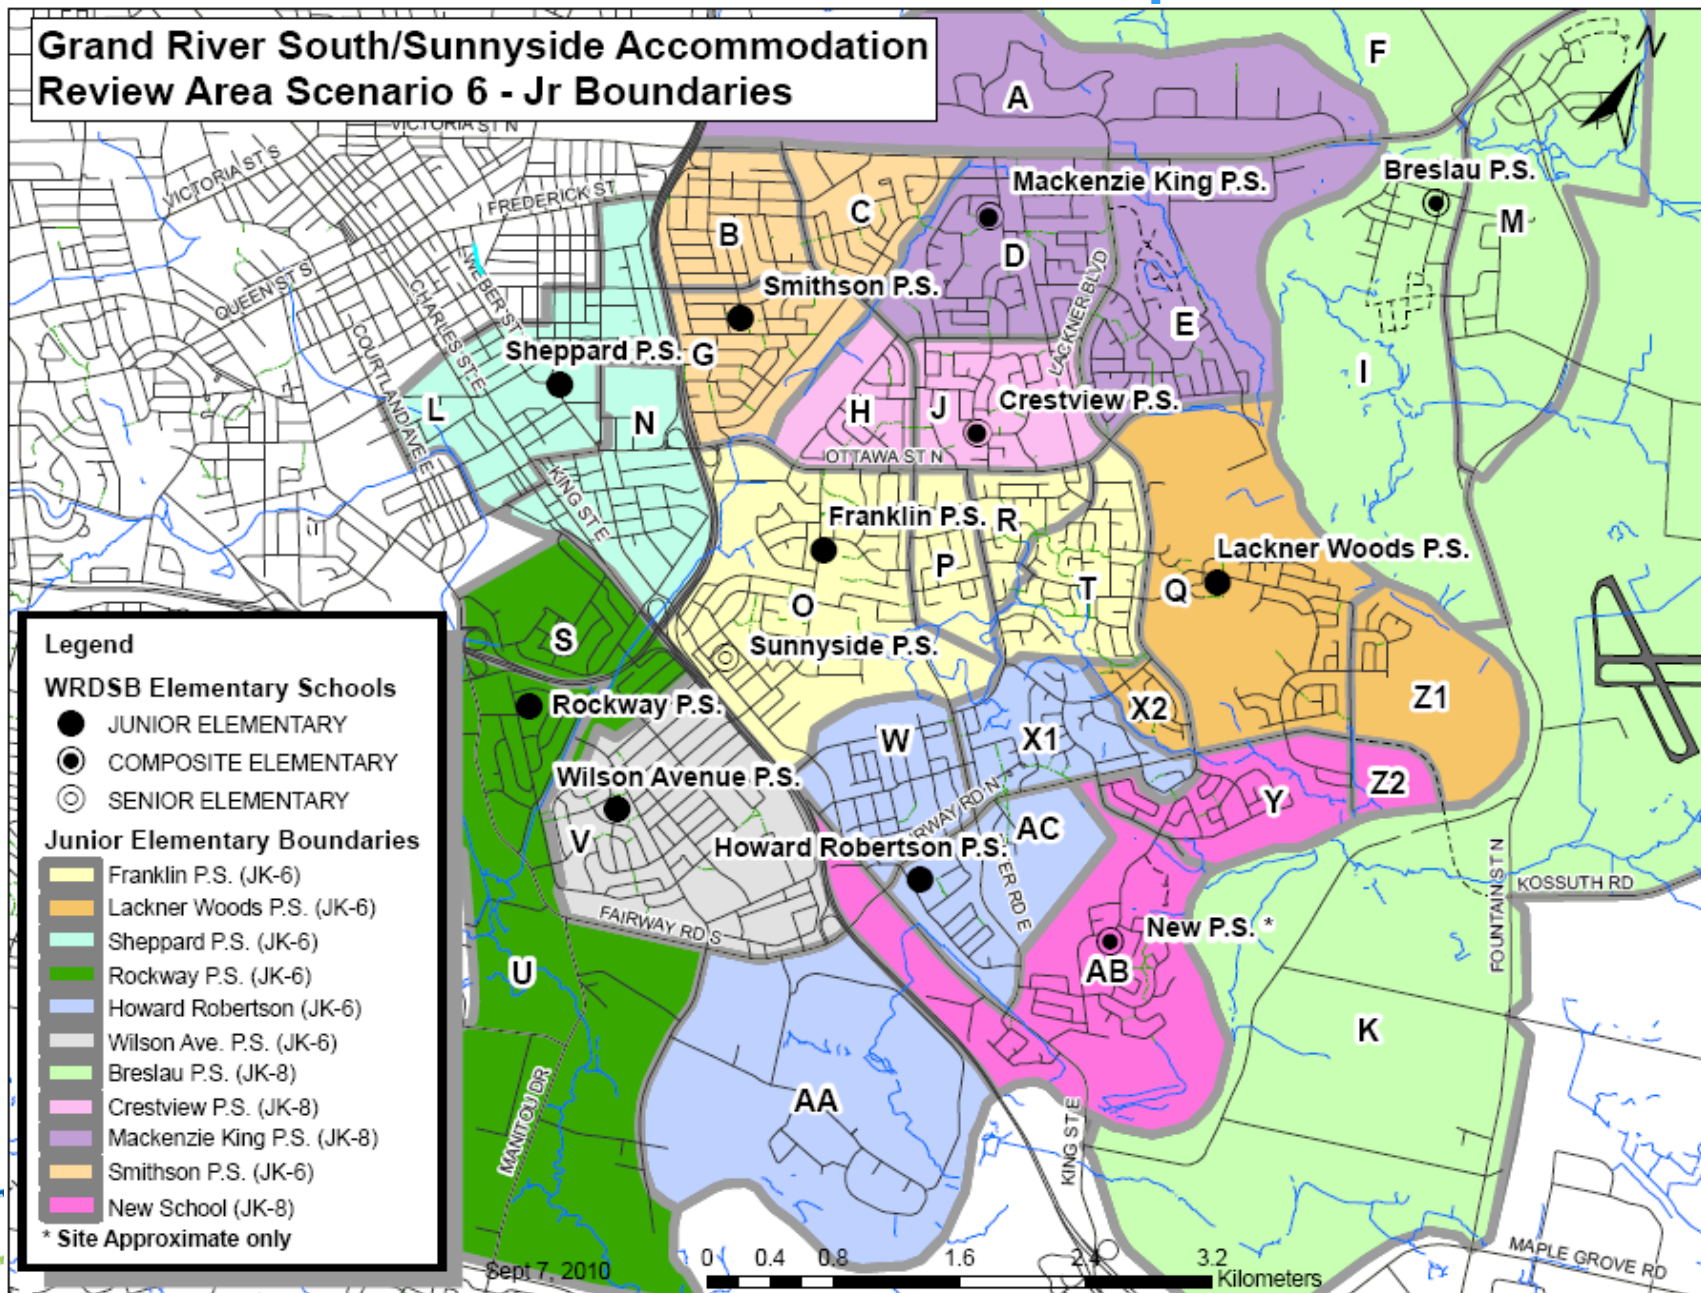 Grand River South/Sunnyside Accommodation
Review Area Scenario 6 - Jr Boundaries
N
F
A
VICTORIA ST N
VICTORIA ST S
FREDERICK ST
Mackenzie King P.S.
Breslau P.S.
B
C
M
D
WEBER ST
QUEEN ST S
CHARLES ST E
LACKNER BLVD
Smithson P.S.
E
COURTLAND AVE E
Sheppard P.S.
G
I
L
N
H
J
Crestview P.S.
OTTAWA ST N
KING ST E
Franklin P.S.
R
Lackner Woods P.S.
P
T
Q
O
S
Sunnyside P.S.
Rockway P.S.
Z1
X2
W
X1
Wilson Avenue P.S.
Z2
Y
V
AC
Howard Robertson P.S.
FAIRWAY RD S
New P.S. *
AB
U
KOSSUTH RD
FOUNTAIN ST N
K
AA
MANITOU DR
KING ST E
MAPLE GROVE RD
Legend
WRDSB Elementary Schools
JUNIOR ELEMENTARY
COMPOSITE ELEMENTARY
SENIOR ELEMENTARY
Junior Elementary Boundaries
Franklin P.S. (JK-6)
Lackner Woods P.S. (JK-6)
Sheppard P.S. (JK-6)
Rockway P.S. (JK-6)
Howard Robertson (JK-6)
Wilson Ave. P.S. (JK-6)
Breslau P.S. (JK-8)
Crestview P.S. (JK-8)
Mackenzie King P.S. (JK-8)
Smithson P.S. (JK-6)
New School (JK-8)
* Site Approximate only
Sept 7, 2010
0 0.4 0.8 1.6 2.4 3.2
Kilometers